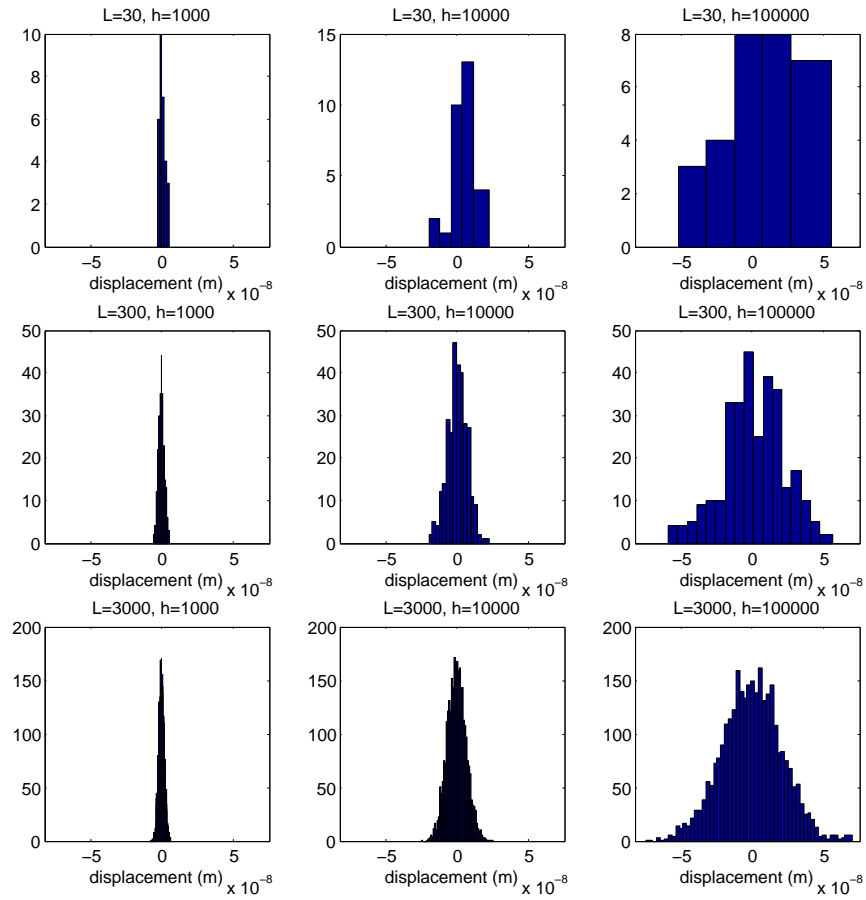 L=30, h=1000
L=30, h=10000
L=30, h=100000
10
8
6
4
2
0
−5
0
5
displacement (m)
x 10⁻⁸
15
10
5
0
−5
0
5
displacement (m)
x 10⁻⁸
8
6
4
2
0
−5
0
5
displacement (m)
x 10⁻⁸
L=300, h=1000
L=300, h=10000
L=300, h=100000
50
40
30
20
10
0
−5
0
5
displacement (m)
x 10⁻⁸
50
40
30
20
10
0
−5
0
5
displacement (m)
x 10⁻⁸
50
40
30
20
10
0
−5
0
5
displacement (m)
x 10⁻⁸
L=3000, h=1000
L=3000, h=10000
L=3000, h=100000
200
150
100
50
0
−5
0
5
displacement (m)
x 10⁻⁸
200
150
100
50
0
−5
0
5
displacement (m)
x 10⁻⁸
200
150
100
50
0
−5
0
5
displacement (m)
x 10⁻⁸